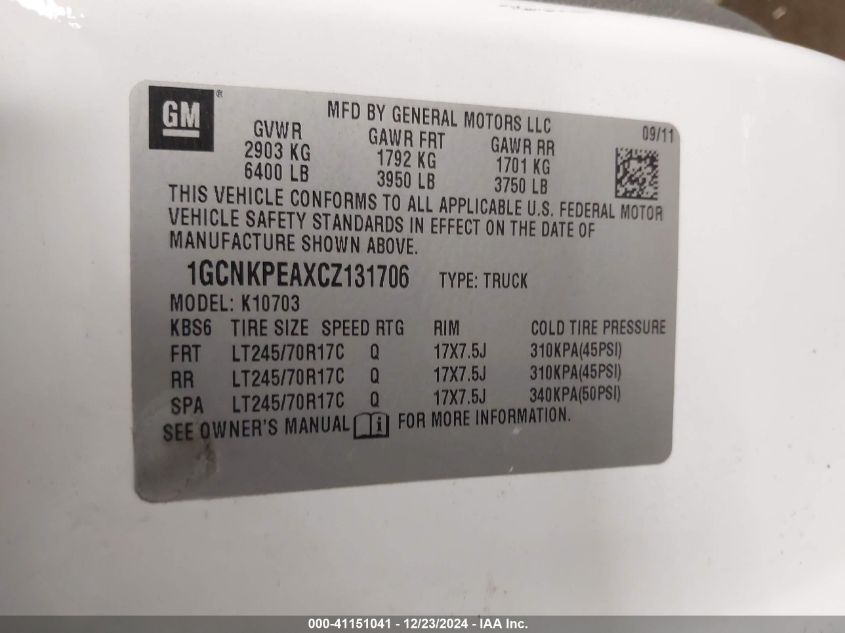 GM®
MFD BY GENERAL MOTORS LLC
09/11
GVWR GAWR FRT GAWR RR
2903 KG 1792 KG 1701 KG
6400 LB 3950 LB 3750 LB
THIS VEHICLE CONFORMS TO ALL APPLICABLE U.S. FEDERAL MOTOR
VEHICLE SAFETY STANDARDS IN EFFECT ON THE DATE OF
MANUFACTURE SHOWN ABOVE.
1GCNKPEAXCZ131706 TYPE: TRUCK
MODEL: K10703
KBS6 TIRE SIZE SPEED RTG RIM COLD TIRE PRESSURE
FRT LT245/70R17C Q 17X7.5J 310KPA(45PSI)
RR LT245/70R17C Q 17X7.5J 310KPA(45PSI)
SPA LT245/70R17C Q 17X7.5J 340KPA(50PSI)
SEE OWNER'S MANUAL i FOR MORE INFORMATION.
000-41151041 - 12/23/2024 - IAA Inc.